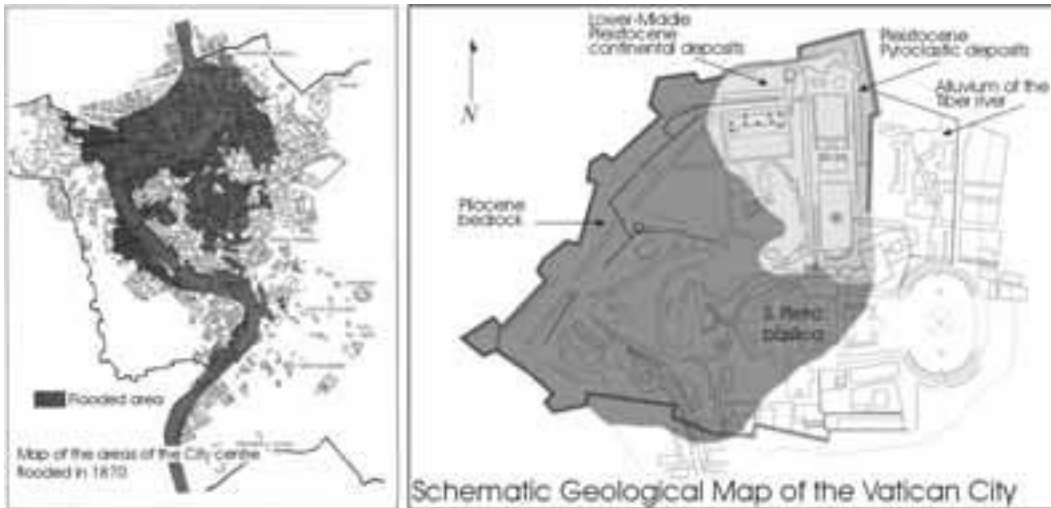 Flooded area
Map of the areas of the City centre
flooded in 1870
Lower-Middle
Pleistocene
continental deposits
Pleistocene
Pyroclastic deposits
Alluvium of the
Tiber river
N
Pliocene
bedrock
S. Pietro
basilica
Schematic Geological Map of the Vatican City